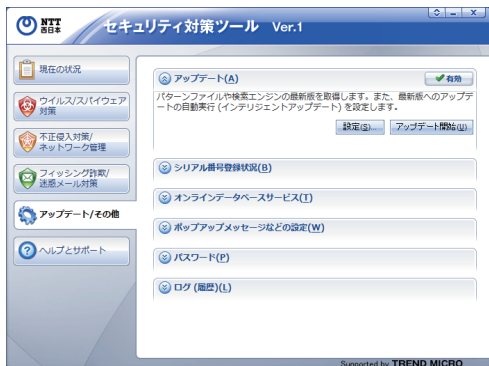 NTT
西日本
セキュリティ対策ツール Ver.1
現在の状況
ウイルス/スパイウェア
対策
不正侵入対策/
ネットワーク管理
フィッシング詐欺/
迷惑メール対策
アップデート/その他
ヘルプとサポート
アップデート(A)
有効
パターンファイルや検索エンジンの最新版を取得します。また、最新版へのアップデ
ートの自動実行 (インテリジェントアップデート) を設定します。
設定(S)...
アップデート開始(U)
シリアル番号登録状況(B)
オンラインデータベースサービス(T)
ポップアップメッセージなどの設定(W)
パスワード(P)
ログ (履歴)(L)
Supported by TREND MICRO